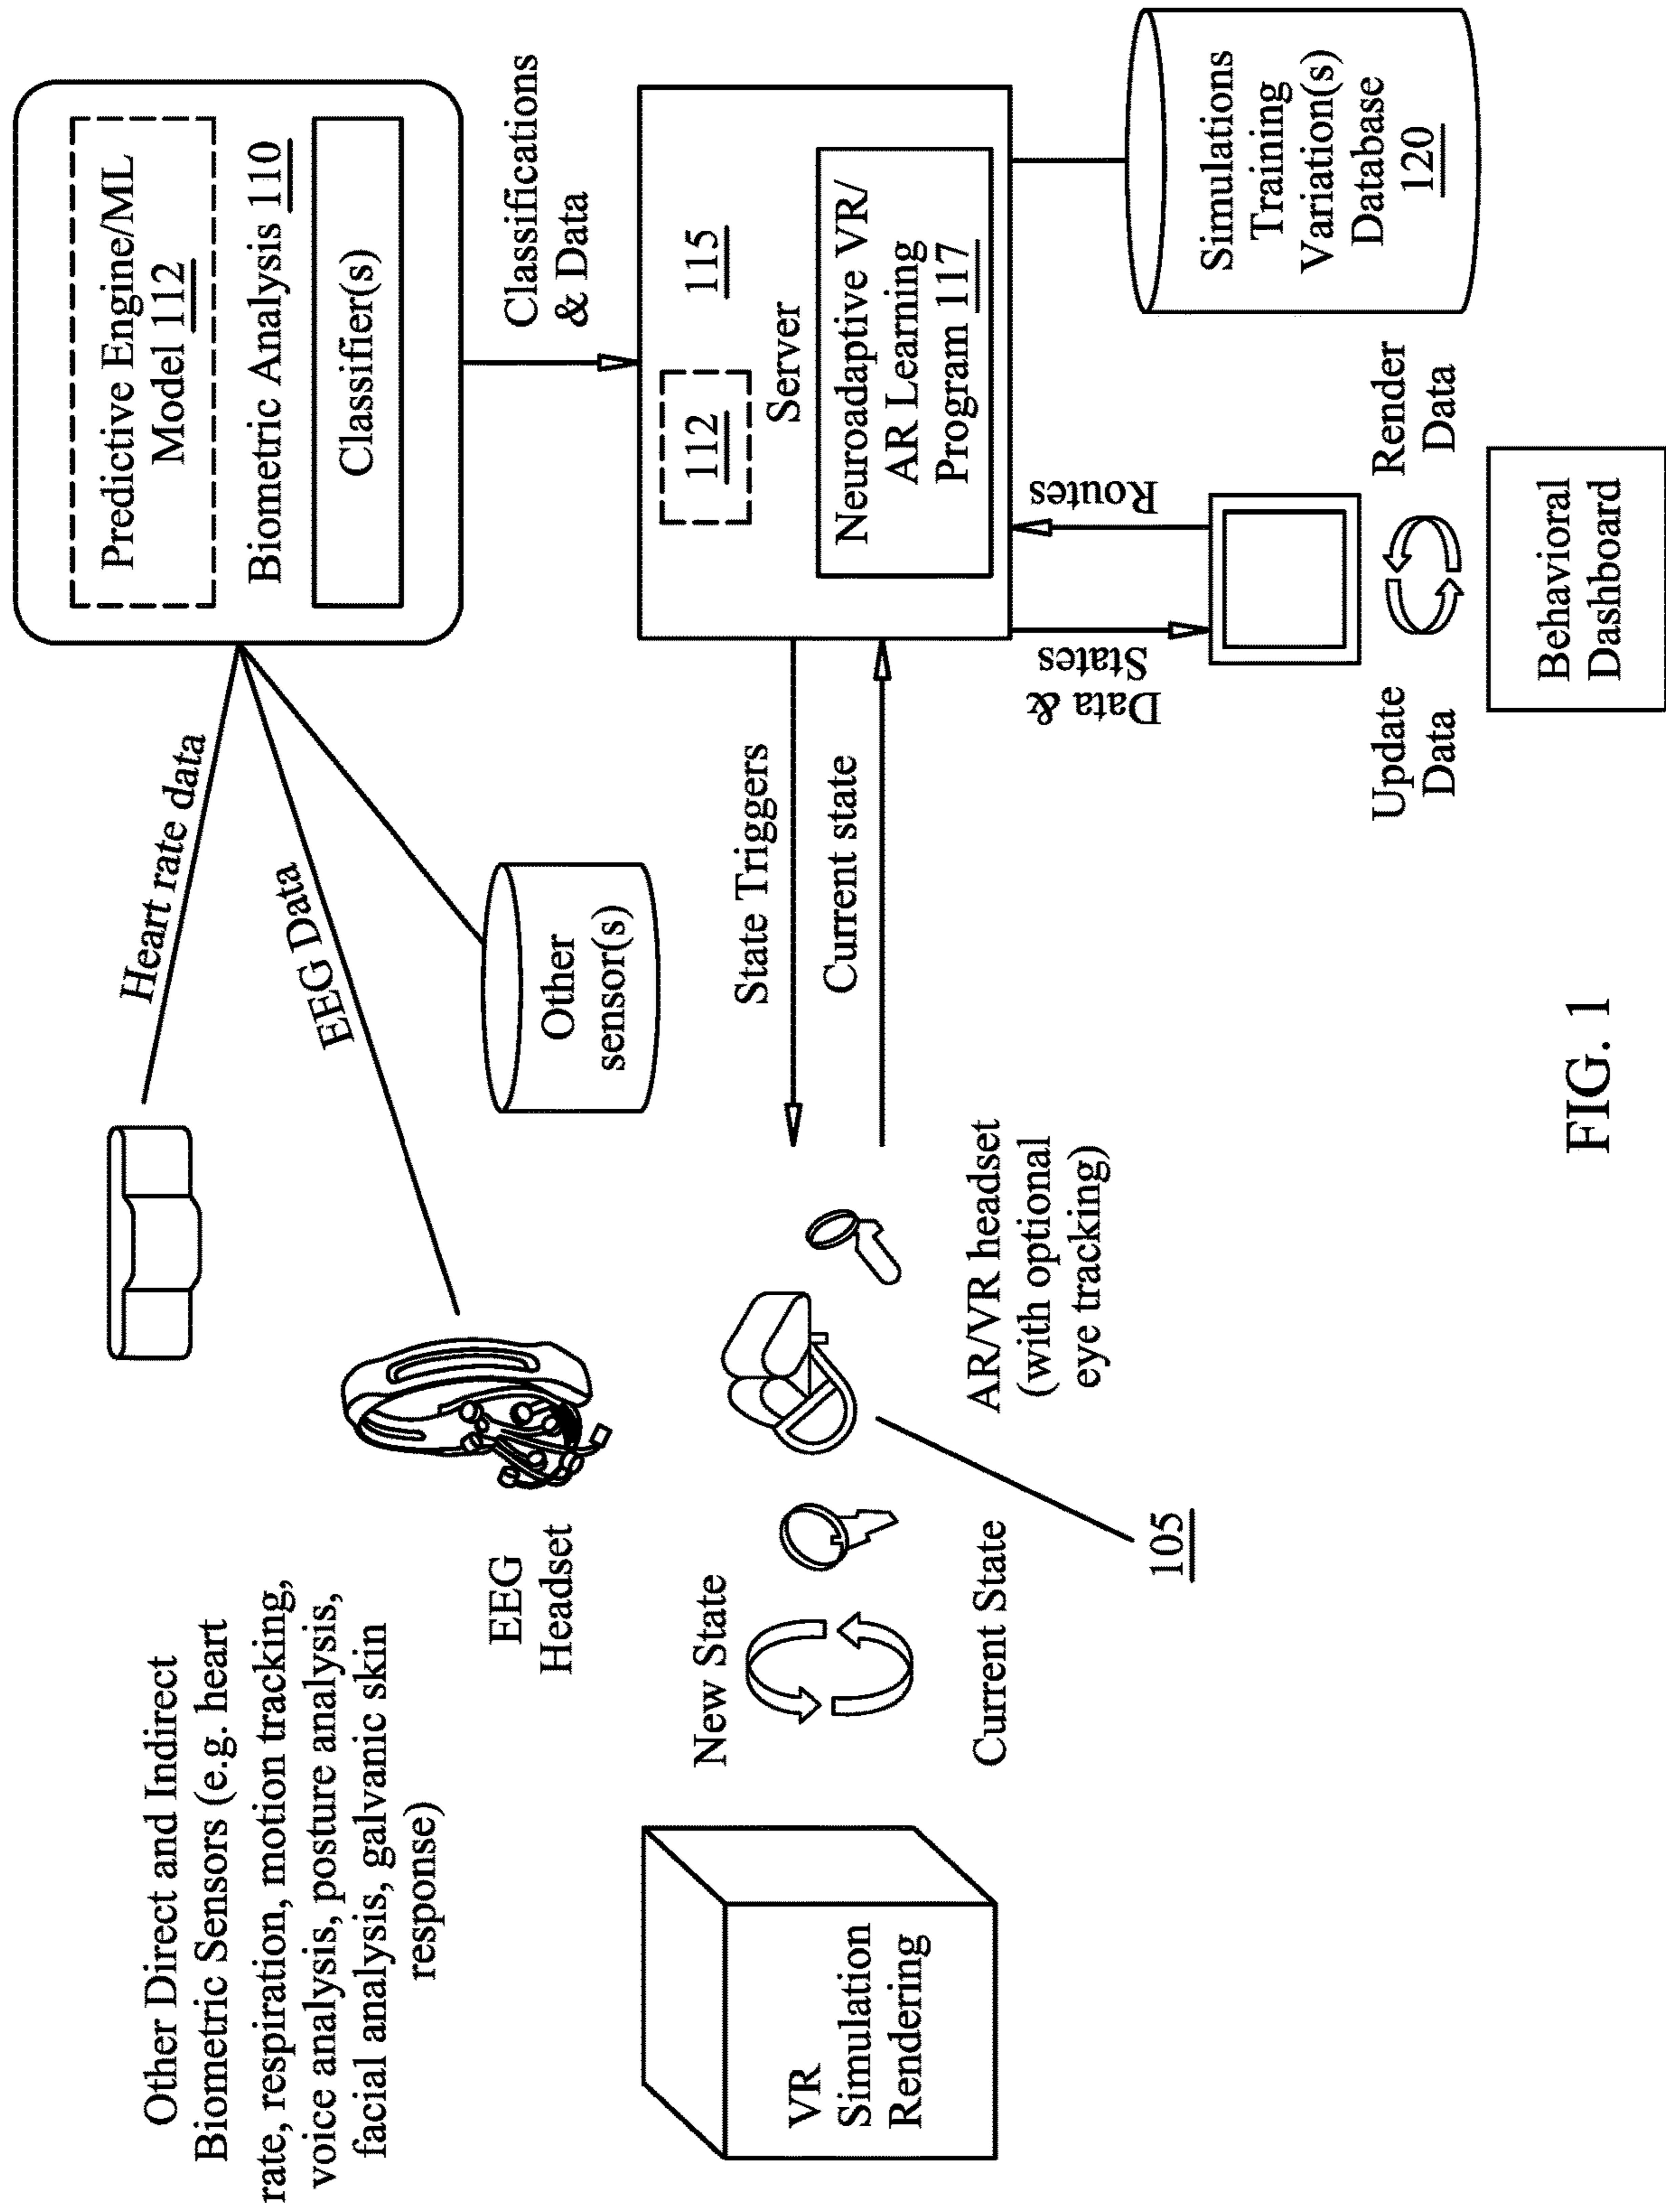 Other Direct and Indirect
Biometric Sensors (e.g. heart
rate, respiration, motion tracking,
voice analysis, posture analysis,
facial analysis, galvanic skin
response)
Heart rate data
EEG Data
EEG
Headset
Other
sensor(s)
Predictive Engine/ML
Model 112
Biometric Analysis 110
Classifier(s)
Classifications
& Data
VR
Simulation
Rendering
New State
Current State
105
AR/VR headset
(with optional
eye tracking)
State Triggers
Current state
112
115
Server
Neuroadaptive VR/
AR Learning
Program 117
Data &
States
Routes
Simulations
Training
Variation(s)
Database
120
Update
Data
Render
Data
Behavioral
Dashboard
FIG. 1